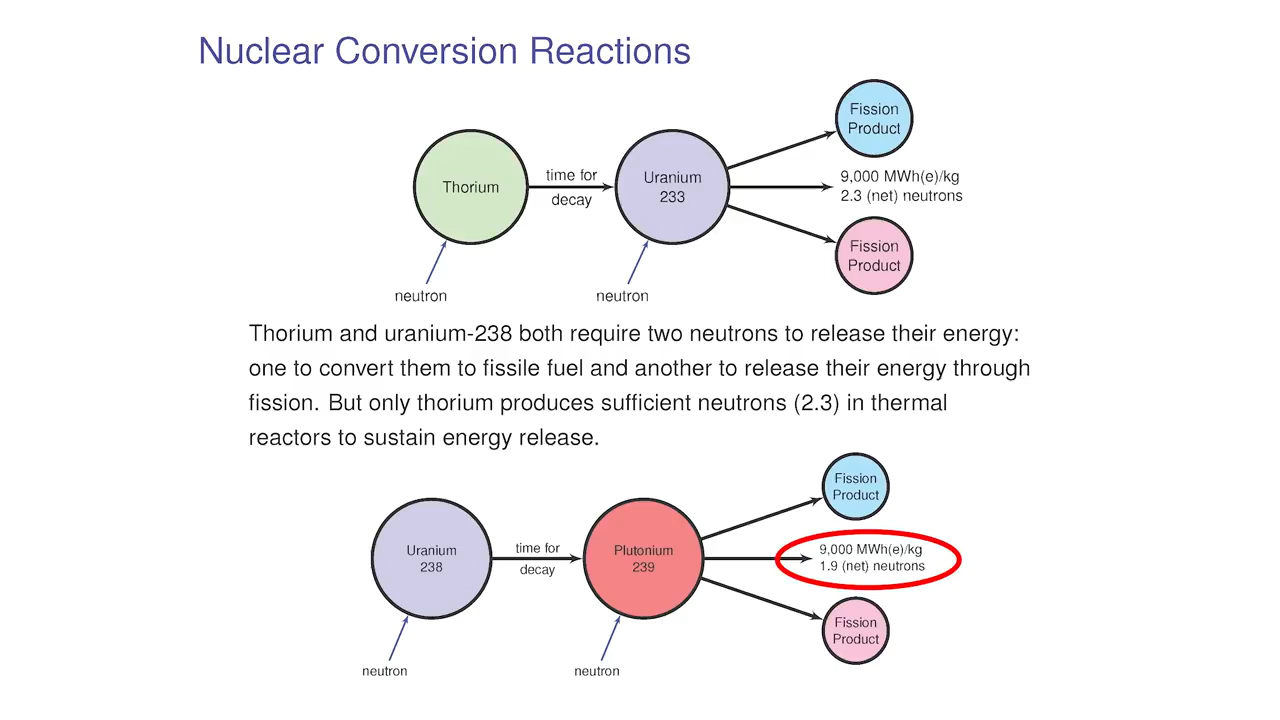 Nuclear Conversion Reactions
Fission
Product
Thorium
time for
decay
Uranium
233
9,000 MWh(e)/kg
2.3 (net) neutrons
Fission
Product
neutron
neutron
Thorium and uranium-238 both require two neutrons to release their energy:
one to convert them to fissile fuel and another to release their energy through
fission. But only thorium produces sufficient neutrons (2.3) in thermal
reactors to sustain energy release.
Fission
Product
Uranium
238
time for
decay
Plutonium
239
9,000 MWh(e)/kg
1.9 (net) neutrons
Fission
Product
neutron
neutron